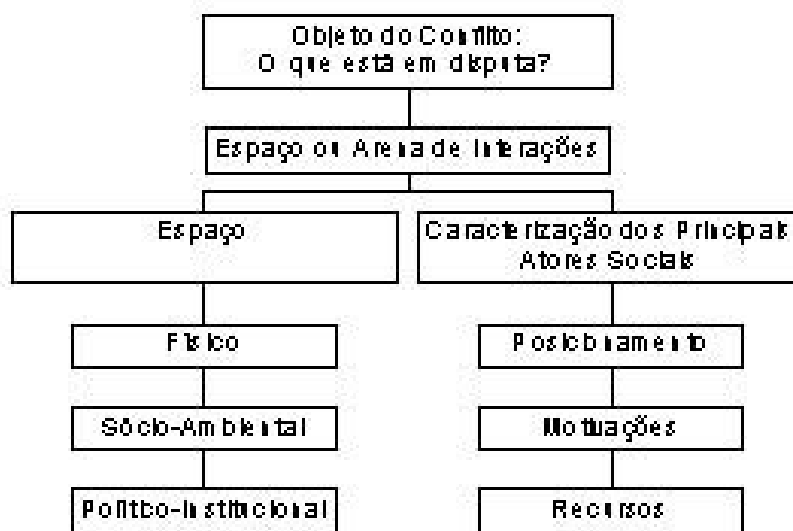 Objeto do Conflito:
O que está em disputa?
Espaço ou Arena de Interações
Espaço
Caracterização dos Principais
Atores Sociais
Físico
Posicionamento
Sócio-Ambiental
Motivações
Político-Institucional
Recursos